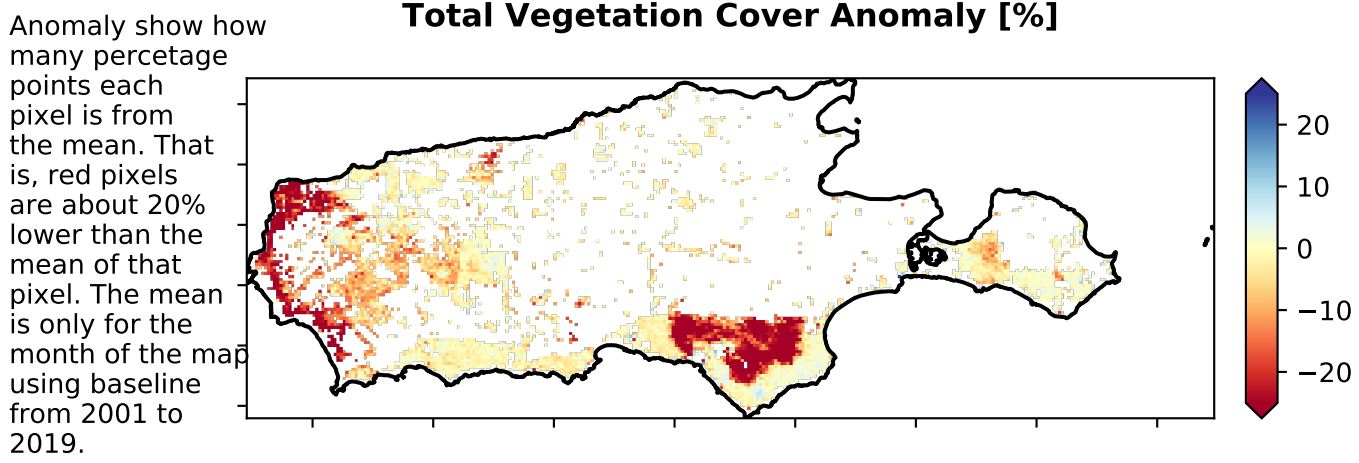 Total Vegetation Cover Anomaly [%]
Anomaly show how
many percetage
points each
pixel is from
the mean. That
is, red pixels
are about 20%
lower than the
mean of that
pixel. The mean
is only for the
month of the map
using baseline
from 2001 to
2019.
20
10
0
−10
−20